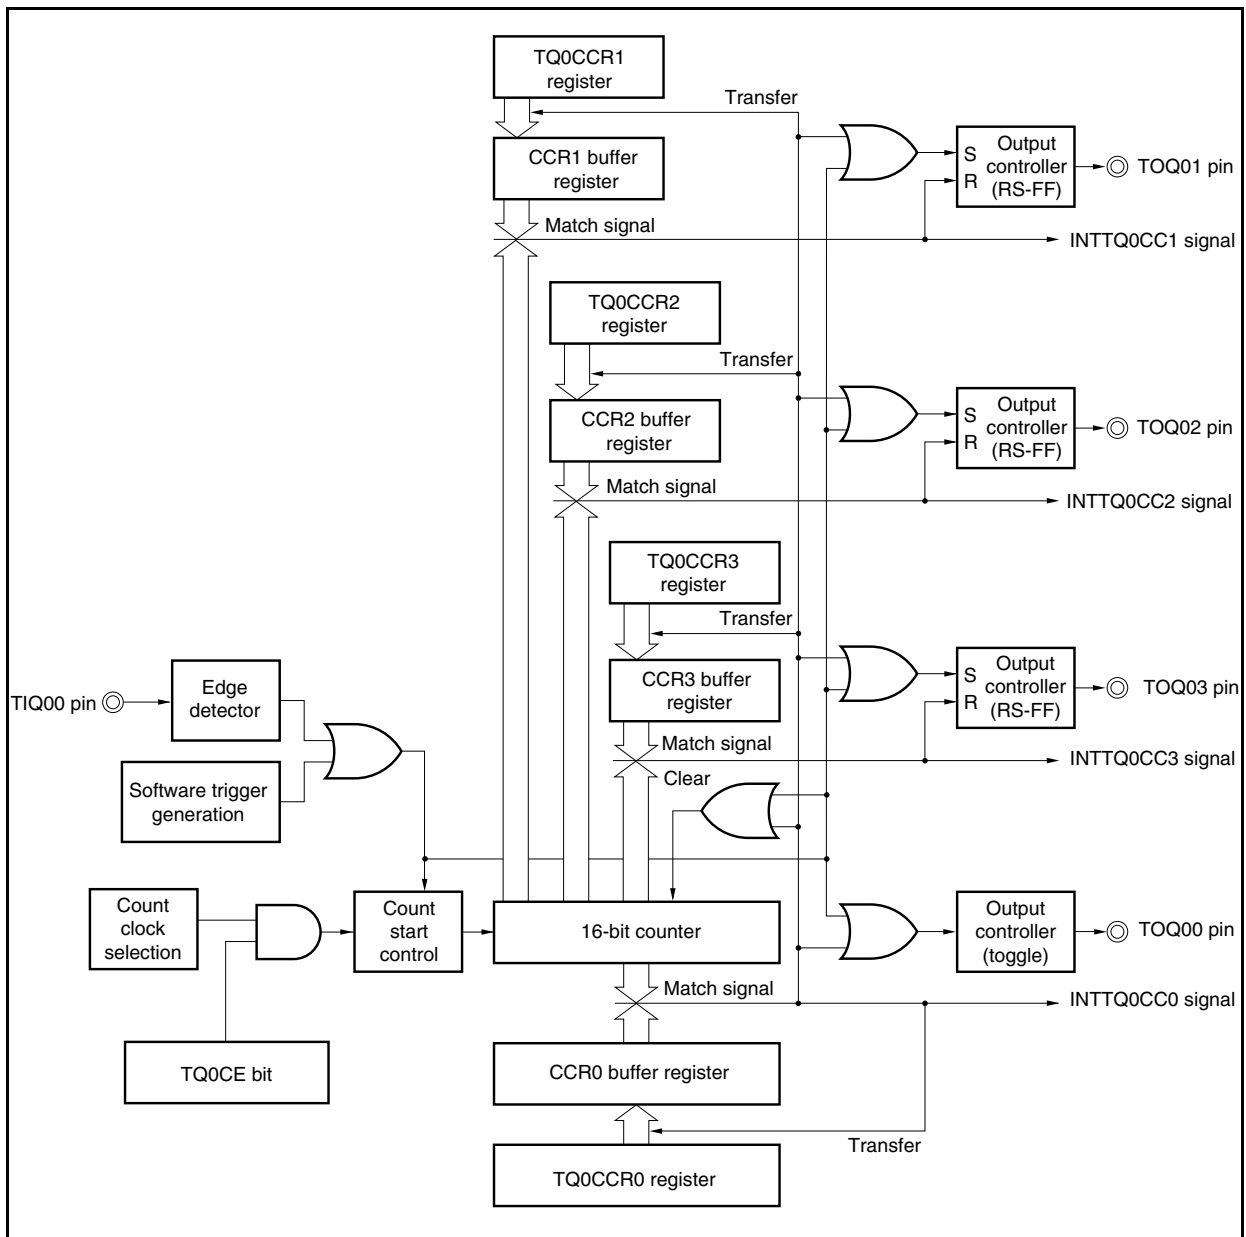 TQ0CCR1
register
Transfer
CCR1 buffer
register
S
R
Output
controller
(RS-FF)
TOQ01 pin
Match signal
INTTQ0CC1 signal
TQ0CCR2
register
Transfer
CCR2 buffer
register
S
R
Output
controller
(RS-FF)
TOQ02 pin
Match signal
INTTQ0CC2 signal
TQ0CCR3
register
Transfer
CCR3 buffer
register
S
R
Output
controller
(RS-FF)
TOQ03 pin
Match signal
INTTQ0CC3 signal
TIQ00 pin
Edge
detector
Software trigger
generation
Clear
Count
clock
selection
Count
start
control
16-bit counter
Output
controller
(toggle)
TOQ00 pin
Match signal
INTTQ0CC0 signal
TQ0CE bit
CCR0 buffer register
Transfer
TQ0CCR0 register